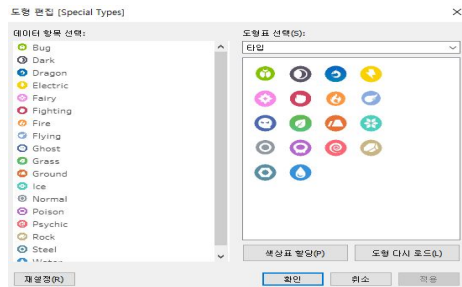 도형 편집 [Special Types]
데이터 항목 선택:
Bug
Dark
Dragon
Electric
Fairy
Fighting
Fire
Flying
Ghost
Grass
Ground
Ice
Normal
Poison
Psychic
Rock
Steel
Water
도형표 선택(S):
타입
색상표 할당(P)
도형 다시 로드(L)
재설정(R)
확인
취소
적용